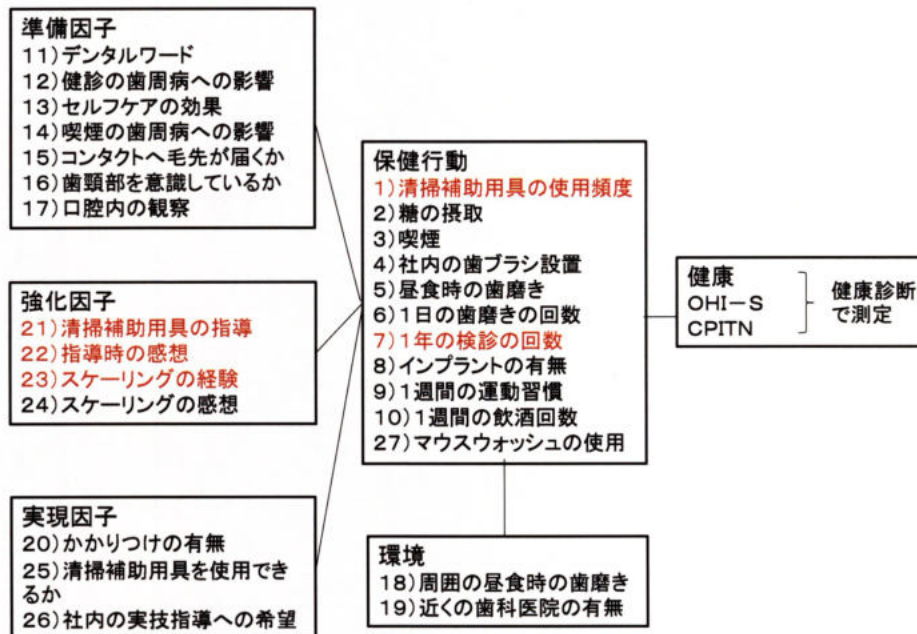 準備因子
11)デンタルワード
12)健診の歯周病への影響
13)セルフケアの効果
14)喫煙の歯周病への影響
15)コンタクトへ毛先が届くか
16)歯頸部を意識しているか
17)口腔内の観察
強化因子
21)清掃補助用具の指導
22)指導時の感想
23)スケーリングの経験
24)スケーリングの感想
実現因子
20)かかりつけの有無
25)清掃補助用具を使用でき
るか
26)社内の実技指導への希望
保健行動
1)清掃補助用具の使用頻度
2)糖の摂取
3)喫煙
4)社内の歯ブラシ設置
5)昼食時の歯磨き
6)1日の歯磨きの回数
7)1年の検診の回数
8)インプラントの有無
9)1週間の運動習慣
10)1週間の飲酒回数
27)マウスウォッシュの使用
環境
18)周囲の昼食時の歯磨き
19)近くの歯科医院の有無
健康
OHI-S
CPITN
健康診断
で測定